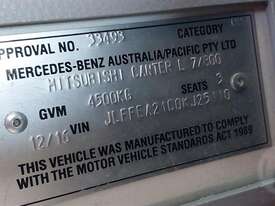 APPROVAL NO. 33493 CATEGORY
MERCEDES-BENZ AUSTRALIA/PACIFIC PTY LTD
MITSUBISHI CANTER L 7/800
GVM 4500KG SEATS 3
12/16 VIN
THIS VEHICLE WAS MANUFACTURED TO COMPLY
WITH THE MOTOR VEHICLE STANDARDS ACT 1989